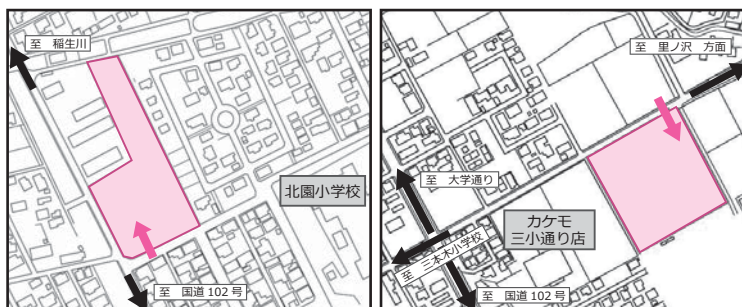 至　稲生川
北園小学校
至　国道 102 号
至　里ノ沢　方面
至　大学通り
カケモ
三小通り店
至　三本木小学校
至　国道 102 号